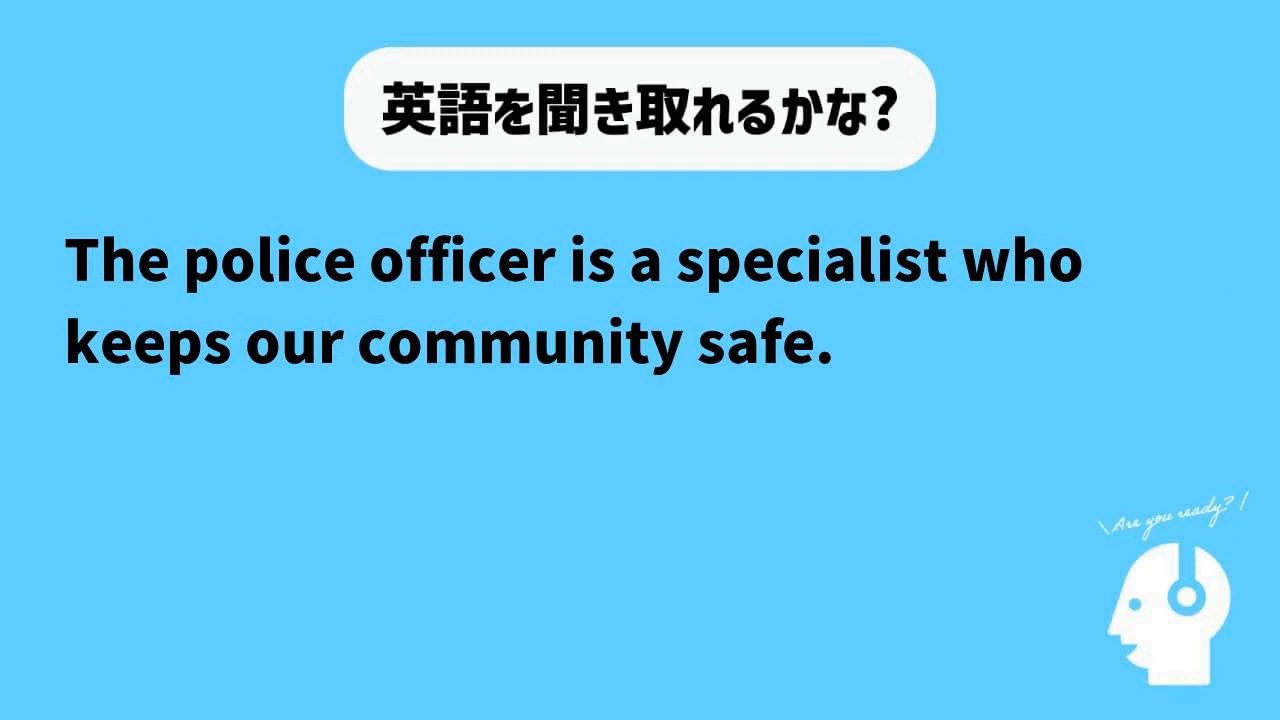 英語を聞き取れるかな?
The police officer is a specialist who
keeps our community safe.
\Are you ready?/